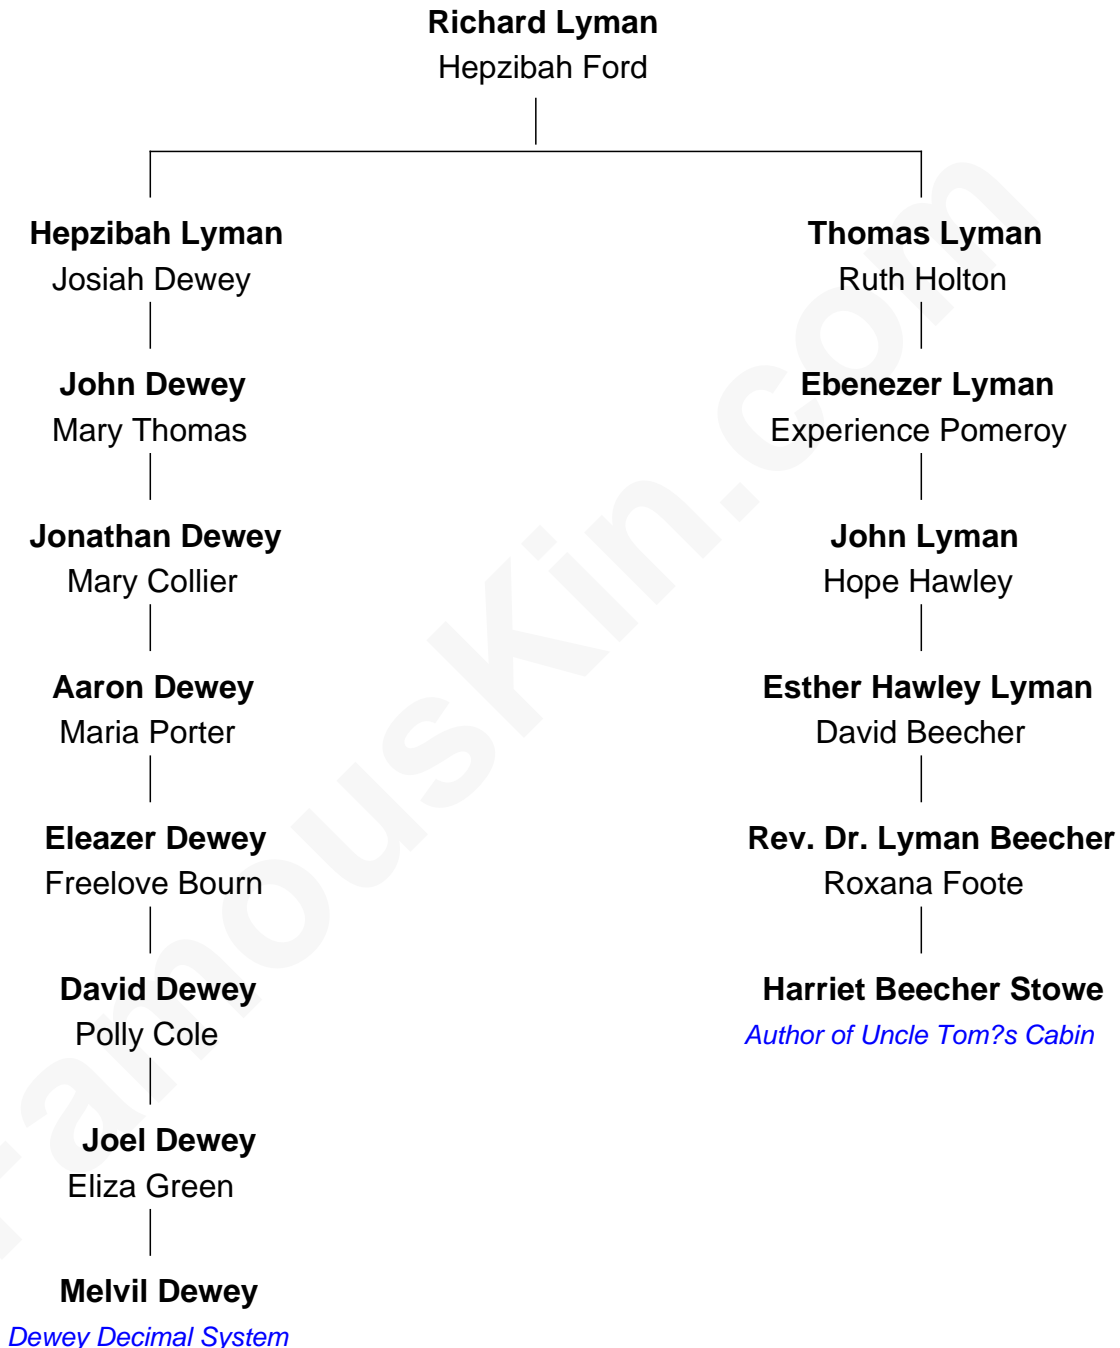 Richard Lyman
Hepzibah Ford
Hepzibah Lyman
Josiah Dewey
John Dewey
Mary Thomas
Jonathan Dewey
Mary Collier
Aaron Dewey
Maria Porter
Eleazer Dewey
Freelove Bourn
David Dewey
Polly Cole
Joel Dewey
Eliza Green
Melvil Dewey
Dewey Decimal System
Thomas Lyman
Ruth Holton
Ebenezer Lyman
Experience Pomeroy
John Lyman
Hope Hawley
Esther Hawley Lyman
David Beecher
Rev. Dr. Lyman Beecher
Roxana Foote
Harriet Beecher Stowe
Author of Uncle Tom?s Cabin
FamousKin.com